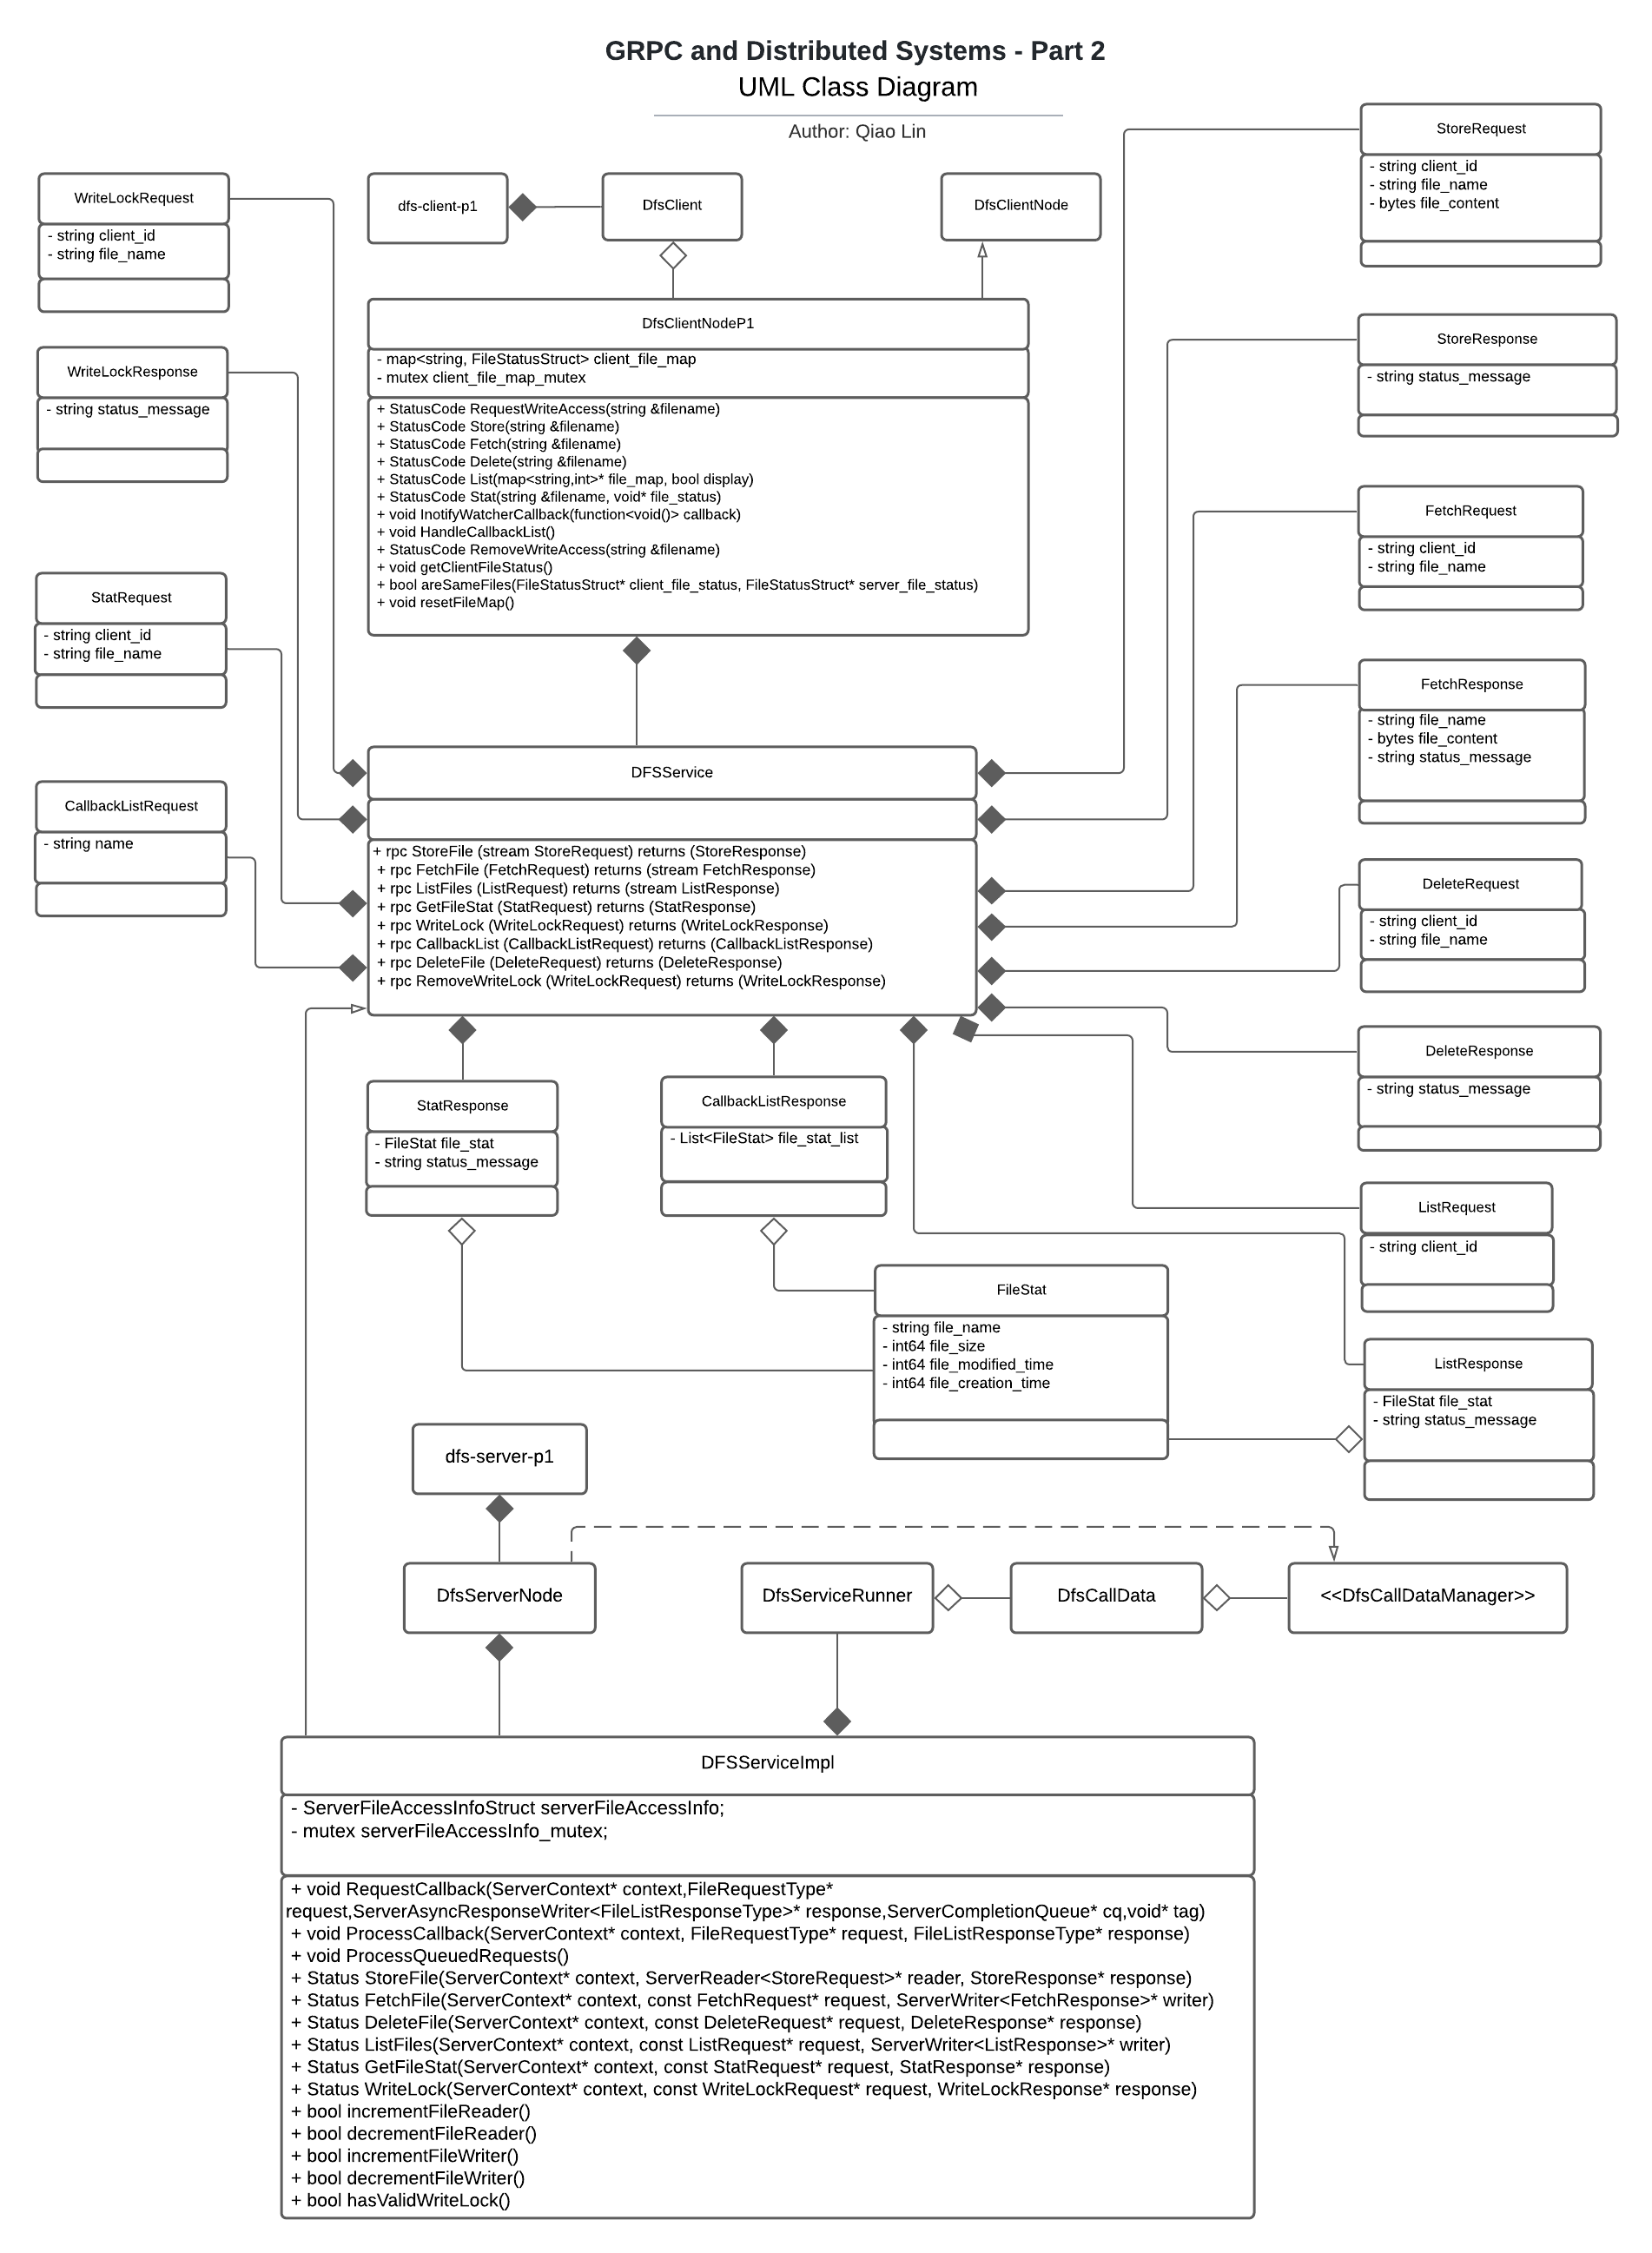 GRPC and Distributed Systems - Part 2
UML Class Diagram
Author: Qiao Lin
StoreRequest
- string client_id
- string file_name
- bytes file_content
WriteLockRequest
- string client_id
- string file_name
dfs-client-p1
DfsClient
DfsClientNode
DfsClientNodeP1
- map<string, FileStatusStruct> client_file_map
- mutex client_file_map_mutex
+ StatusCode RequestWriteAccess(string &filename)
+ StatusCode Store(string &filename)
+ StatusCode Fetch(string &filename)
+ StatusCode Delete(string &filename)
+ StatusCode List(map<string,int>* file_map, bool display)
+ StatusCode Stat(string &filename, void* file_status)
+ void InotifyWatcherCallback(function<void()> callback)
+ void HandleCallbackList()
+ StatusCode RemoveWriteAccess(string &filename)
+ void getClientFileStatus()
+ bool areSameFiles(FileStatusStruct* client_file_status, FileStatusStruct* server_file_status)
+ void resetFileMap()
StoreResponse
- string status_message
WriteLockResponse
- string status_message
FetchRequest
- string client_id
- string file_name
StatRequest
- string client_id
- string file_name
FetchResponse
- string file_name
- bytes file_content
- string status_message
CallbackListRequest
- string name
DFSService
+ rpc StoreFile (stream StoreRequest) returns (StoreResponse)
+ rpc FetchFile (FetchRequest) returns (stream FetchResponse)
+ rpc ListFiles (ListRequest) returns (stream ListResponse)
+ rpc GetFileStat (StatRequest) returns (StatResponse)
+ rpc WriteLock (WriteLockRequest) returns (WriteLockResponse)
+ rpc CallbackList (CallbackListRequest) returns (CallbackListResponse)
+ rpc DeleteFile (DeleteRequest) returns (DeleteResponse)
+ rpc RemoveWriteLock (WriteLockRequest) returns (WriteLockResponse)
DeleteRequest
- string client_id
- string file_name
DeleteResponse
- string status_message
StatResponse
- FileStat file_stat
- string status_message
CallbackListResponse
- List<FileStat> file_stat_list
ListRequest
- string client_id
FileStat
- string file_name
- int64 file_size
- int64 file_modified_time
- int64 file_creation_time
ListResponse
- FileStat file_stat
- string status_message
dfs-server-p1
DfsServerNode
DfsServiceRunner
DfsCallData
<<DfsCallDataManager>>
DFSServiceImpl
- ServerFileAccessInfoStruct serverFileAccessInfo;
- mutex serverFileAccessInfo_mutex;
+ void RequestCallback(ServerContext* context,FileRequestType*
request,ServerAsyncResponseWriter<FileListResponseType>* response,ServerCompletionQueue* cq,void* tag)
+ void ProcessCallback(ServerContext* context, FileRequestType* request, FileListResponseType* response)
+ void ProcessQueuedRequests()
+ Status StoreFile(ServerContext* context, ServerReader<StoreRequest>* reader, StoreResponse* response)
+ Status FetchFile(ServerContext* context, const FetchRequest* request, ServerWriter<FetchResponse>* writer)
+ Status DeleteFile(ServerContext* context, const DeleteRequest* request, DeleteResponse* response)
+ Status ListFiles(ServerContext* context, const ListRequest* request, ServerWriter<ListResponse>* writer)
+ Status GetFileStat(ServerContext* context, const StatRequest* request, StatResponse* response)
+ Status WriteLock(ServerContext* context, const WriteLockRequest* request, WriteLockResponse* response)
+ bool incrementFileReader()
+ bool decrementFileReader()
+ bool incrementFileWriter()
+ bool decrementFileWriter()
+ bool hasValidWriteLock()